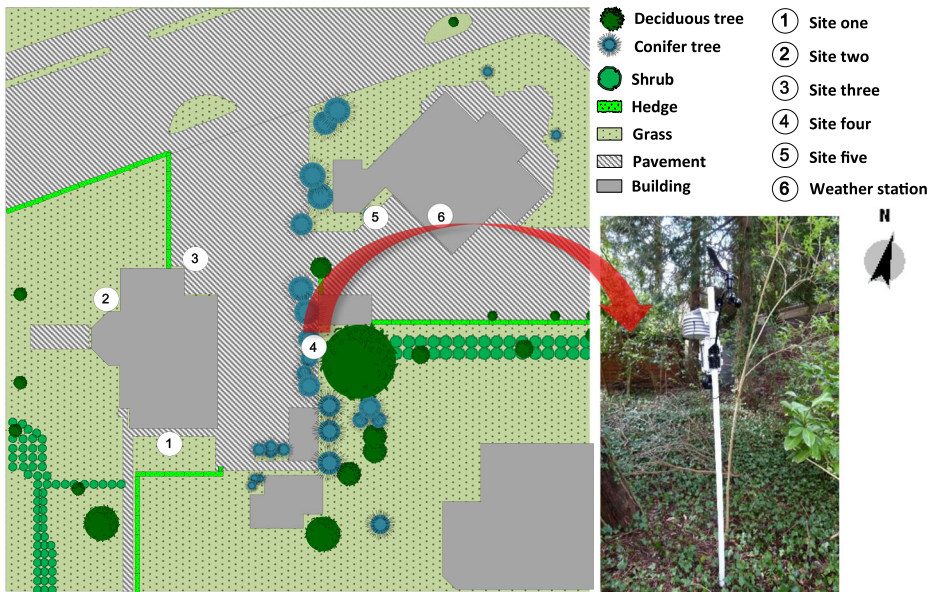 Deciduous tree
Conifer tree
Shrub
Hedge
Grass
Pavement
Building
1 Site one
2 Site two
3 Site three
4 Site four
5 Site five
6 Weather station
N
6
5
3
2
4
1